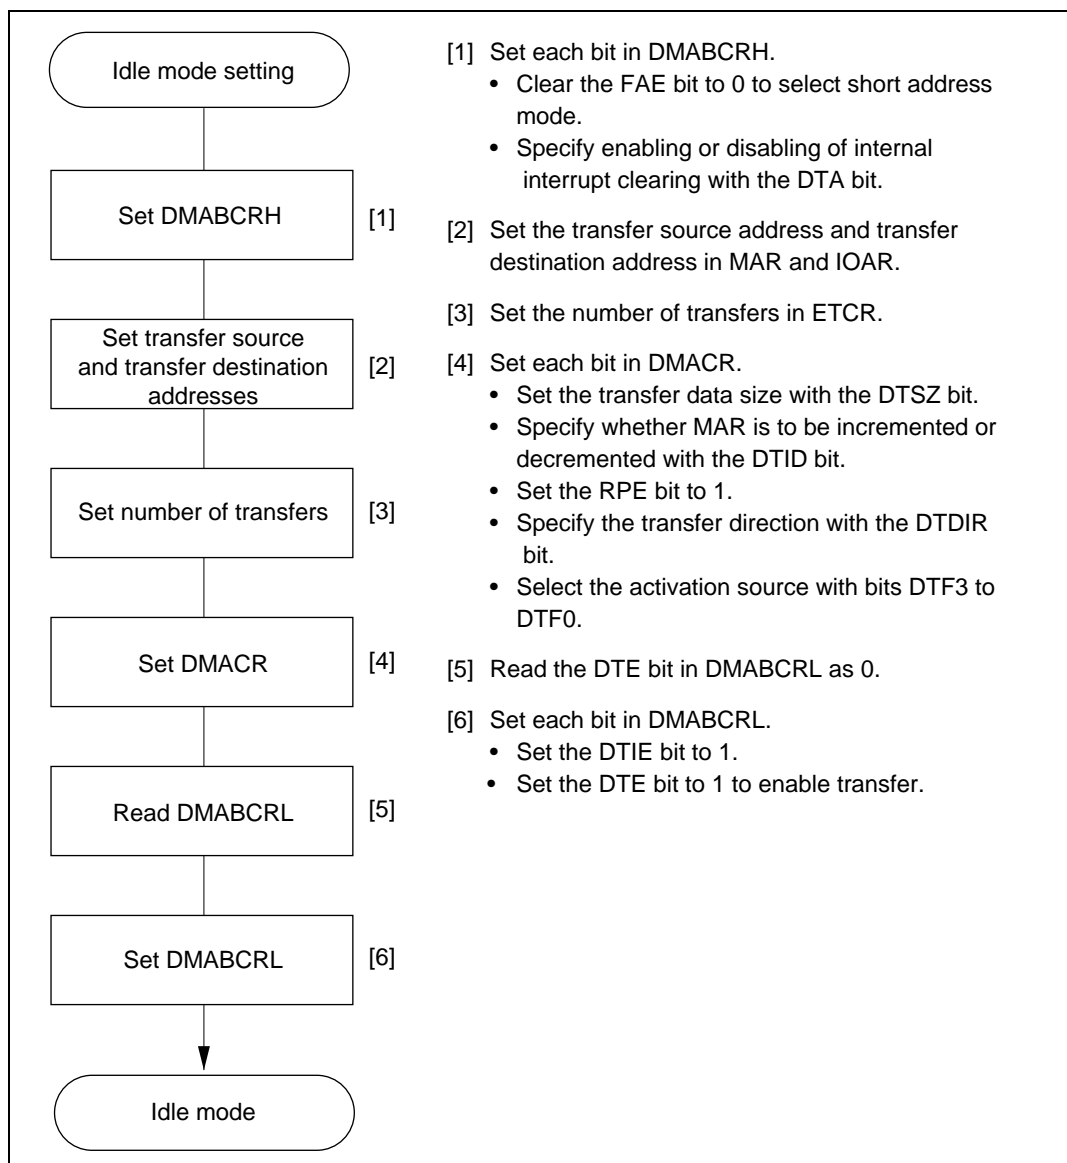 Idle mode setting
Set DMABCRH
[1]
Set transfer source
and transfer destination
addresses
[2]
Set number of transfers
[3]
Set DMACR
[4]
Read DMABCRL
[5]
Set DMABCRL
[6]
Idle mode
[1] Set each bit in DMABCRH.
• Clear the FAE bit to 0 to select short address
mode.
• Specify enabling or disabling of internal
interrupt clearing with the DTA bit.
[2] Set the transfer source address and transfer
destination address in MAR and IOAR.
[3] Set the number of transfers in ETCR.
[4] Set each bit in DMACR.
• Set the transfer data size with the DTSZ bit.
• Specify whether MAR is to be incremented or
decremented with the DTID bit.
• Set the RPE bit to 1.
• Specify the transfer direction with the DTDIR
bit.
• Select the activation source with bits DTF3 to
DTF0.
[5] Read the DTE bit in DMABCRL as 0.
[6] Set each bit in DMABCRL.
• Set the DTIE bit to 1.
• Set the DTE bit to 1 to enable transfer.